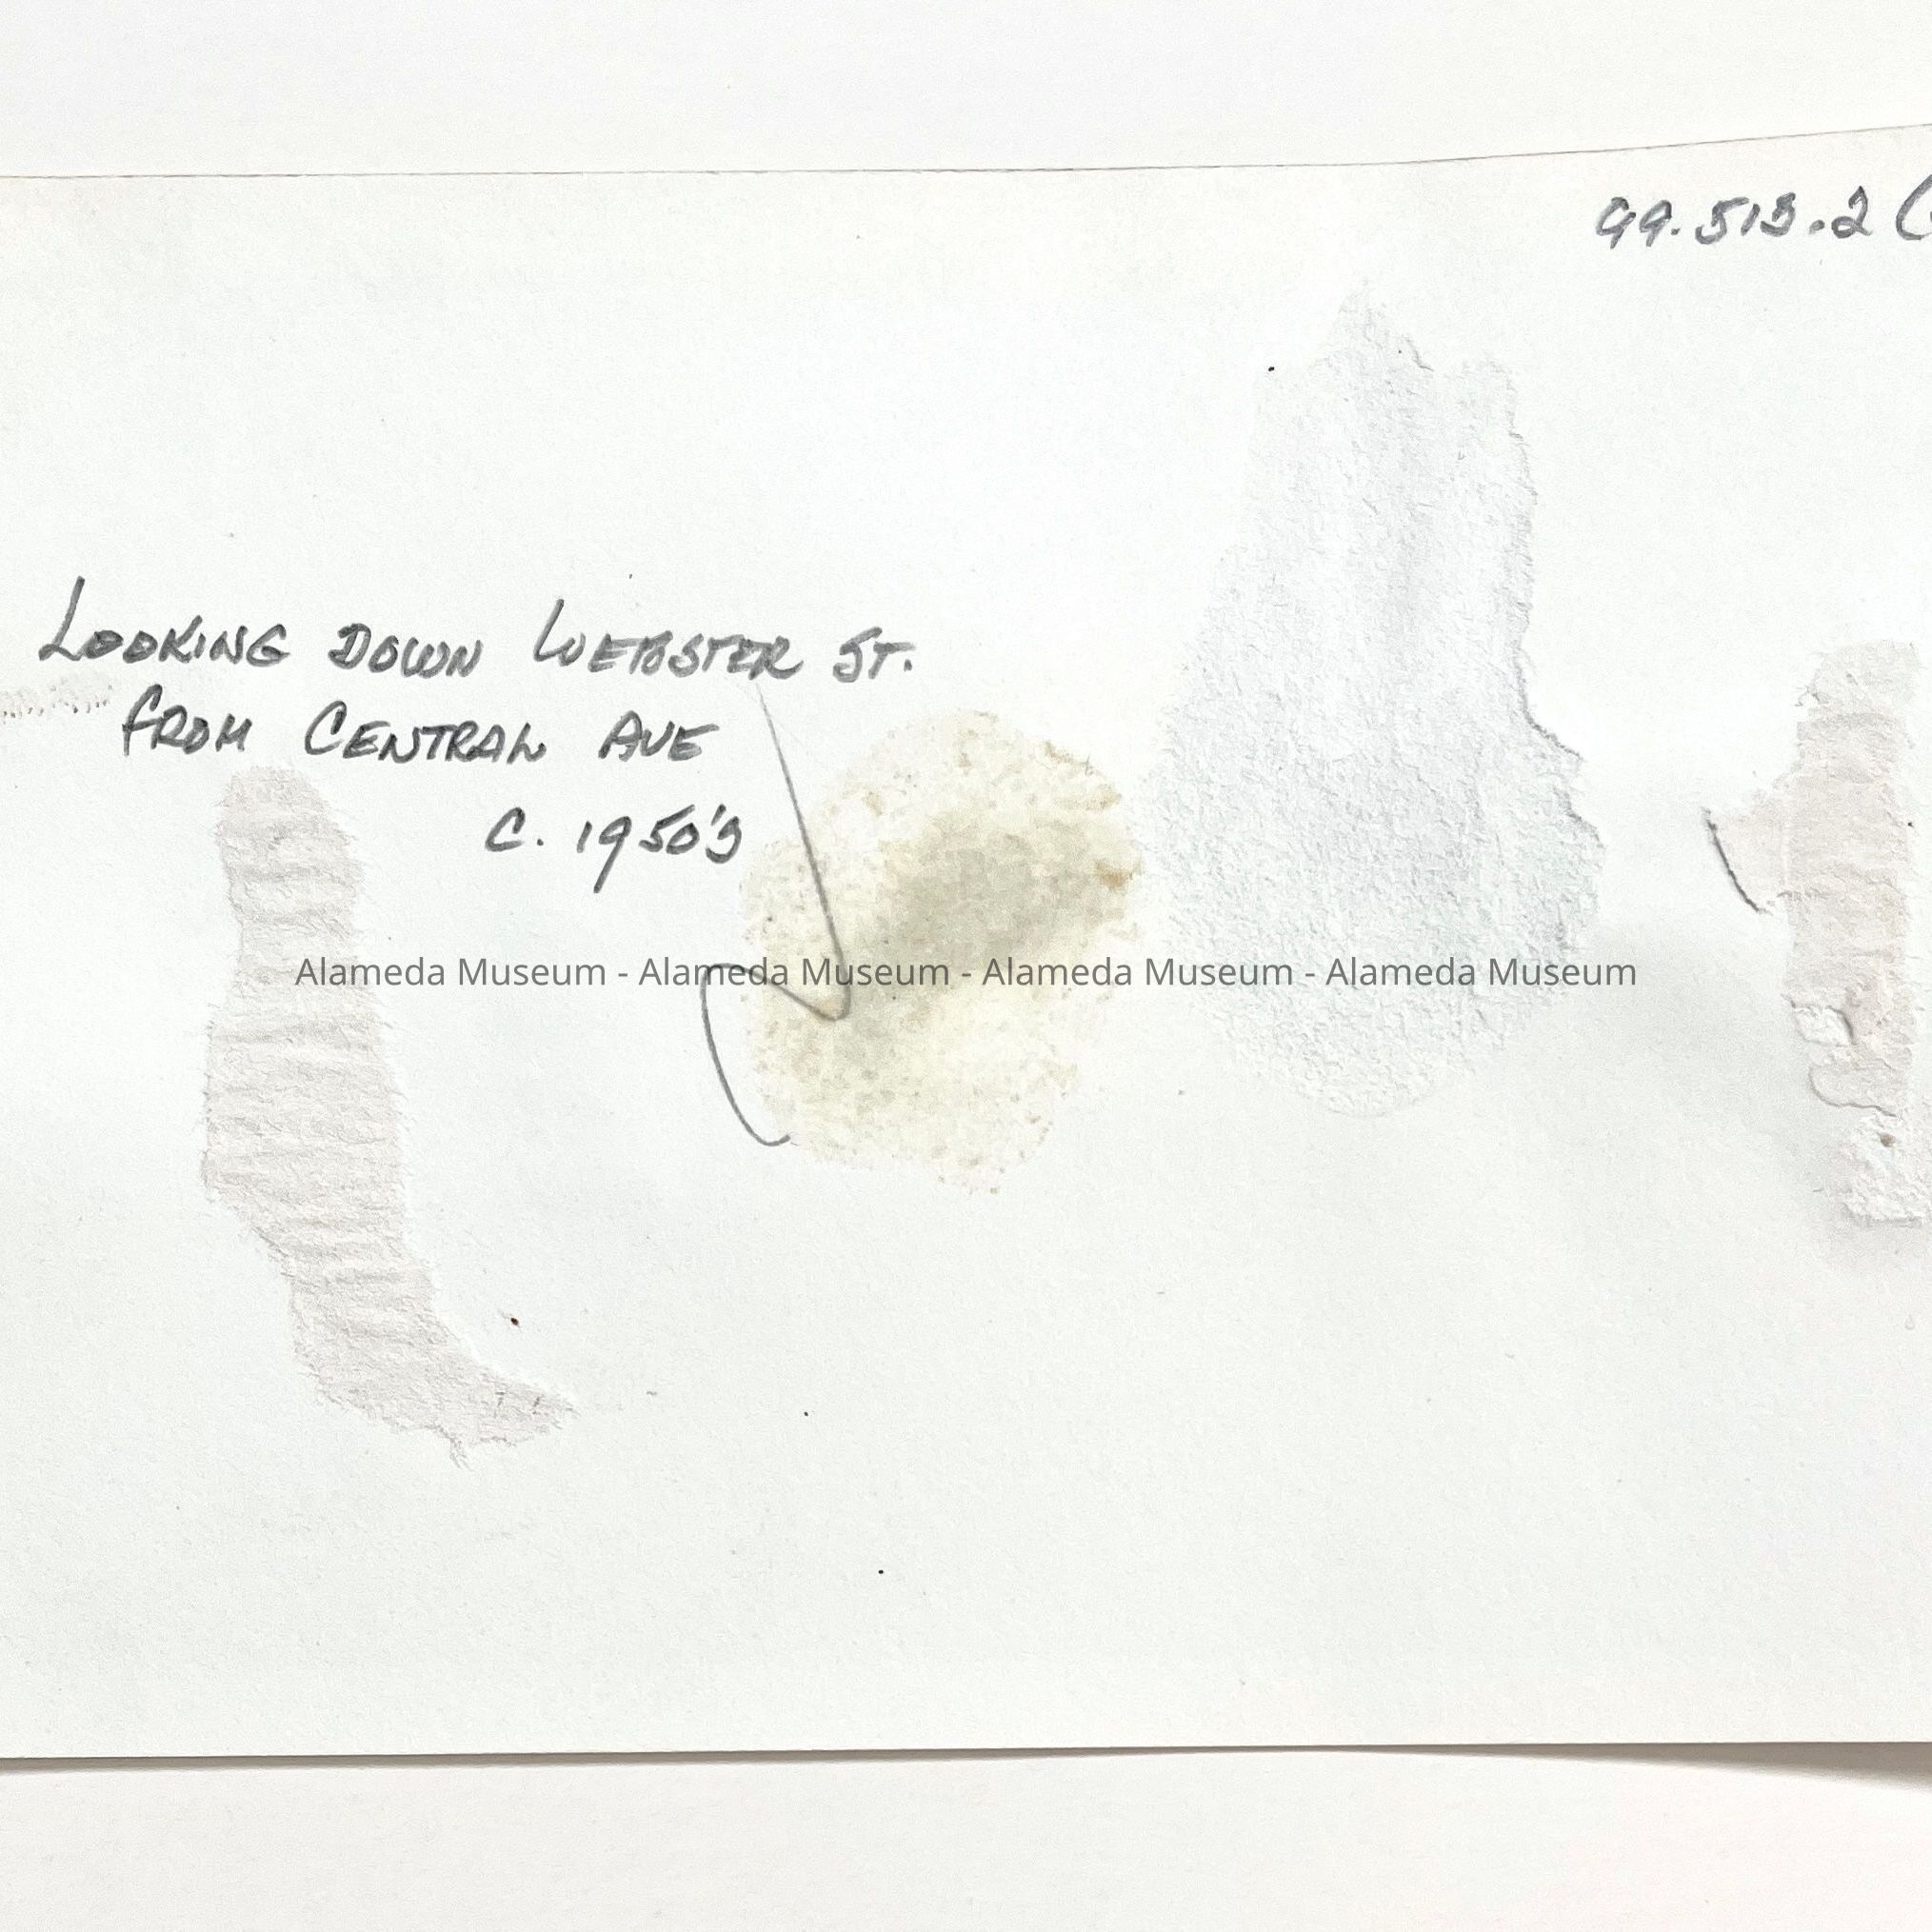 99.513.2 (
LOOKING DOWN WEBSTER ST.
FROM CENTRAL AVE
C. 1950'S
Alameda Museum - Alameda Museum - Alameda Museum - Alameda Museum